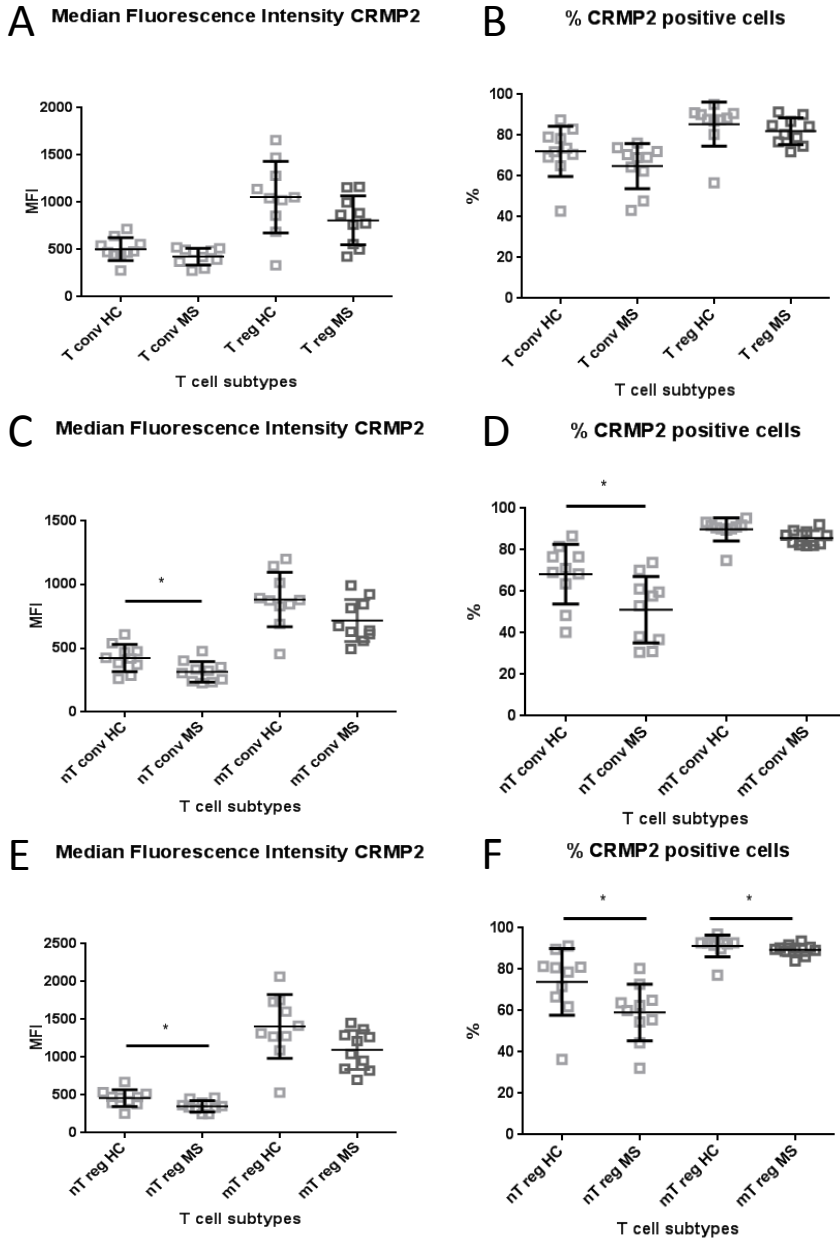 A Median Fluorescence Intensity CRMP2
2000
1500
1000
500
0
MFI
T conv HC
T conv MS
T reg HC
T reg MS
T cell subtypes
B % CRMP2 positive cells
100
80
60
40
20
0
%
T conv HC
T conv MS
T reg HC
T reg MS
T cell subtypes
C Median Fluorescence Intensity CRMP2
1500
1000
500
0
MFI
*
nT conv HC
nT conv MS
mT conv HC
mT conv MS
T cell subtypes
D % CRMP2 positive cells
100
80
60
40
20
0
%
*
nT conv HC
nT conv MS
mT conv HC
mT conv MS
T cell subtypes
E Median Fluorescence Intensity CRMP2
2500
2000
1500
1000
500
0
MFI
*
nT reg HC
nT reg MS
mT reg HC
mT reg MS
T cell subtypes
F % CRMP2 positive cells
100
80
60
40
20
0
%
* *
nT reg HC
nT reg MS
mT reg HC
mT reg MS
T cell subtypes